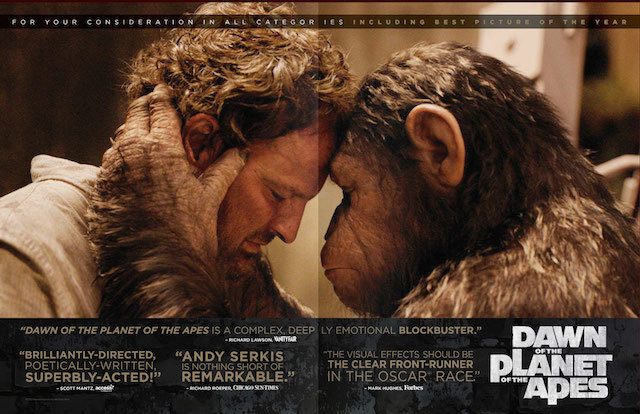 FOR YOUR CONSIDERATION IN ALL CATEGORIES INCLUDING BEST PICTURE OF THE YEAR
"DAWN OF THE PLANET OF THE APES IS A COMPLEX, DEEPLY EMOTIONAL BLOCKBUSTER."
– RICHARD LAWSON, VANITY FAIR
"BRILLIANTLY-DIRECTED,
POETICALLY-WRITTEN,
SUPERBLY-ACTED!"
– SCOTT MANTZ, access
"ANDY SERKIS
IS NOTHING SHORT OF
REMARKABLE."
– RICHARD ROEPER, CHICAGO SUN-TIMES
"THE VISUAL EFFECTS SHOULD BE
THE CLEAR FRONT-RUNNER
IN THE OSCAR® RACE."
– MARK HUGHES, Forbes
DAWN
OF THE
PLANET
OF THE APES